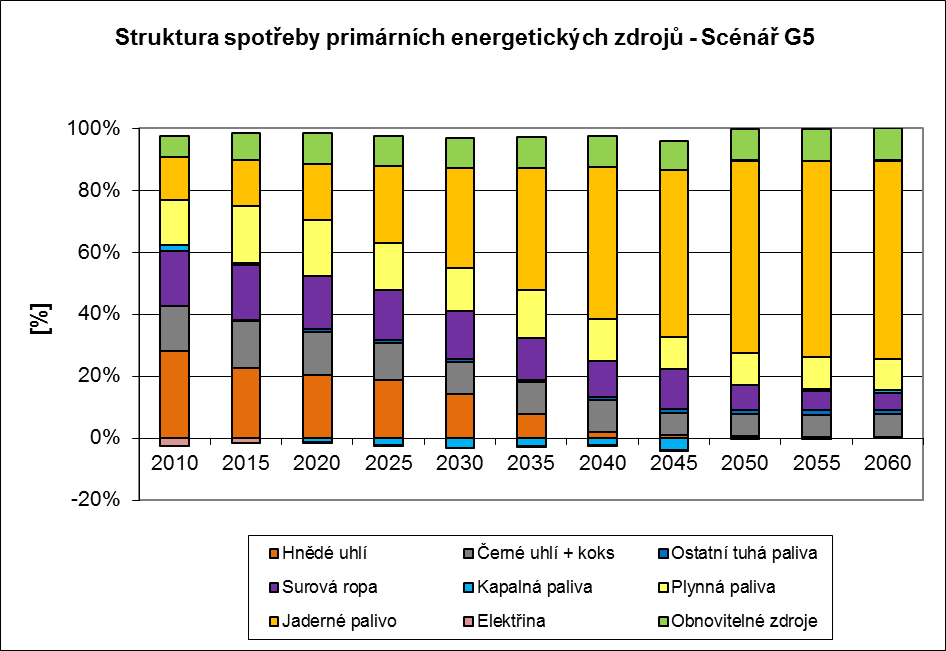 Struktura spotřeby primárních energetických zdrojů - Scénář G5
[%]
100%
80%
60%
40%
20%
0%
-20%
2010 2015 2020 2025 2030 2035 2040 2045 2050 2055 2060
Hnědé uhlí Černé uhlí + koks Ostatní tuhá paliva
Surová ropa Kapalná paliva Plynná paliva
Jaderné palivo Elektřina Obnovitelné zdroje